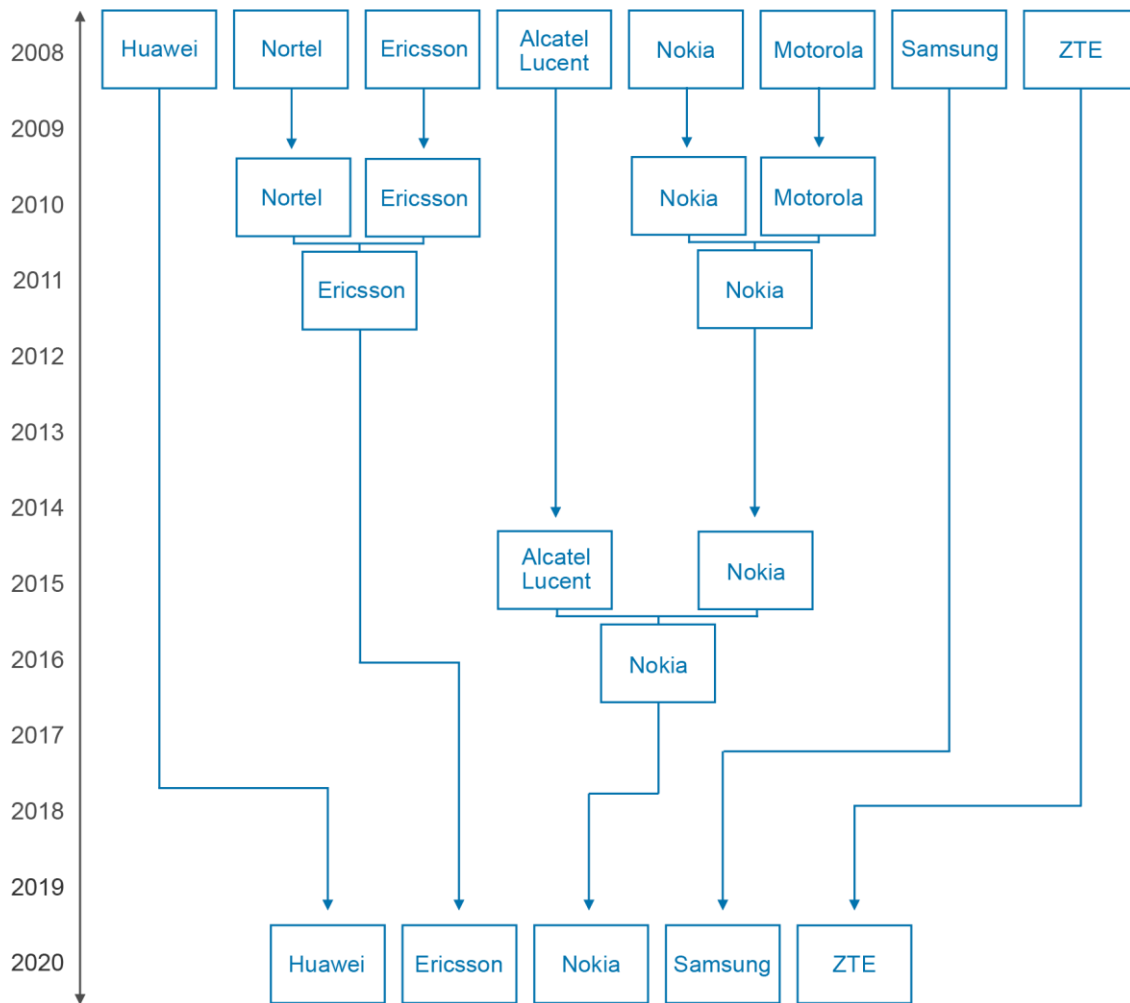 2008
Huawei
Nortel
Ericsson
Alcatel
Lucent
Nokia
Motorola
Samsung
ZTE
2009
2010
Nortel
Ericsson
Nokia
Motorola
2011
Ericsson
Nokia
2012
2013
2014
2015
Alcatel
Lucent
Nokia
2016
Nokia
2017
2018
2019
2020
Huawei
Ericsson
Nokia
Samsung
ZTE